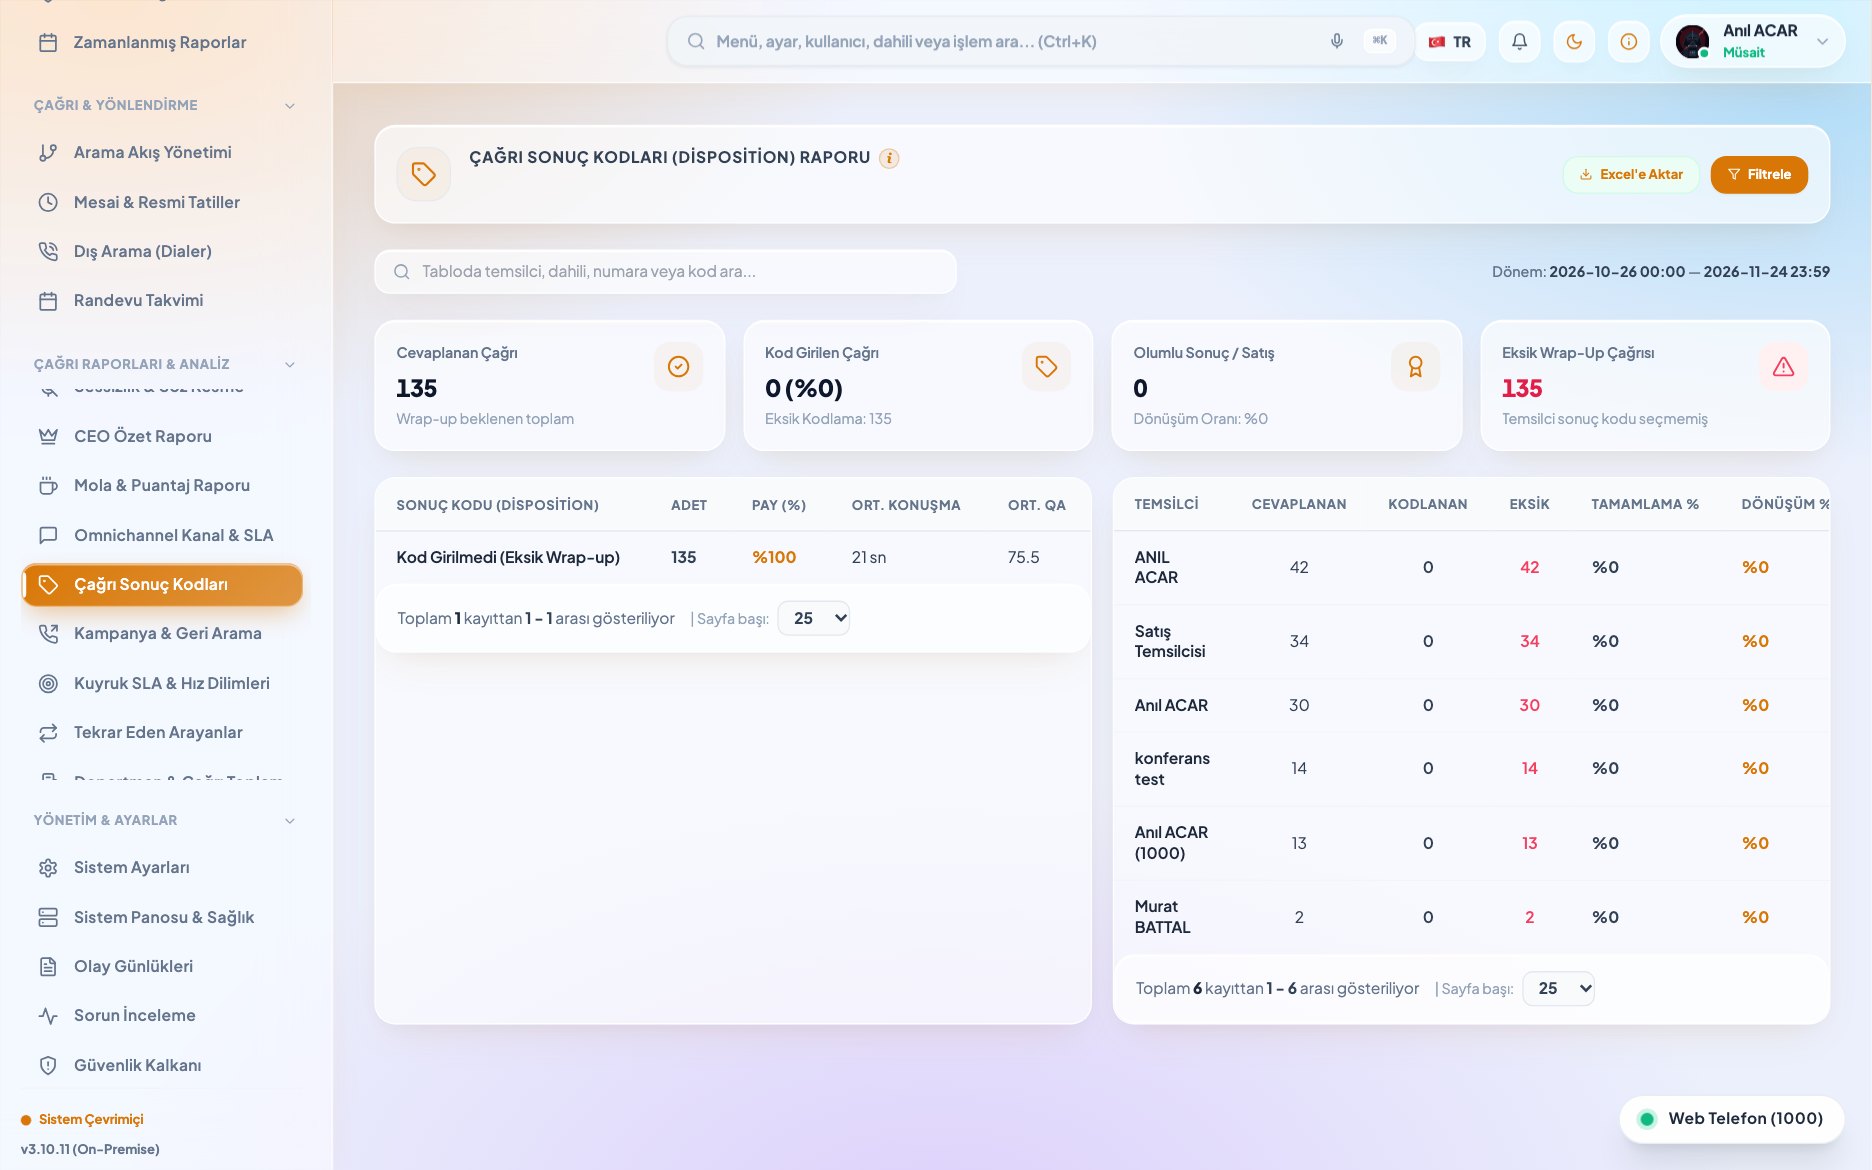 Zamanlanmış Raporlar
ÇAĞRI & YÖNLENDİRME
Arama Akış Yönetimi
Mesai & Resmi Tatiller
Dış Arama (Dialer)
Randevu Takvimi
ÇAĞRI RAPORLARI & ANALİZ
CEO Özet Raporu
Mola & Puantaj Raporu
Omnichannel Kanal & SLA
Çağrı Sonuç Kodları
Kampanya & Geri Arama
Kuyruk SLA & Hız Dilimleri
Tekrar Eden Arayanlar
YÖNETİM & AYARLAR
Sistem Ayarları
Sistem Panosu & Sağlık
Olay Günlükleri
Sorun İnceleme
Güvenlik Kalkanı
Sistem Çevrimiçi
v3.10.11 (On-Premise)
Menü, ayar, kullanıcı, dahili veya işlem ara... (Ctrl+K)
⌘K
TR
Anıl ACAR
Müsait
ÇAĞRI SONUÇ KODLARI (DİSPOSİTİON) RAPORU
Excel'e Aktar
Filtrele
Tabloda temsilci, dahili, numara veya kod ara...
Dönem: 2026-10-26 00:00 — 2026-11-24 23:59
Cevaplanan Çağrı
135
Wrap-up beklenen toplam
Kod Girilen Çağrı
0 (%0)
Eksik Kodlama: 135
Olumlu Sonuç / Satış
0
Dönüşüm Oranı: %0
Eksik Wrap-Up Çağrısı
135
Temsilci sonuç kodu seçmemiş
SONUÇ KODU (DİSPOSİTİON) ADET PAY (%) ORT. KONUŞMA ORT. QA
Kod Girilmedi (Eksik Wrap-up) 135 %100 21 sn 75.5
Toplam 1 kayıttan 1 - 1 arası gösteriliyor | Sayfa başı: 25
TEMSİLCİ CEVAPLANAN KODLANAN EKSİK TAMAMLAMA % DÖNÜŞÜM %
ANIL
ACAR 42 0 42 %0 %0
Satış
Temsilcisi 34 0 34 %0 %0
Anıl ACAR 30 0 30 %0 %0
konferans
test 14 0 14 %0 %0
Anıl ACAR
(1000) 13 0 13 %0 %0
Murat
BATTAL 2 0 2 %0 %0
Toplam 6 kayıttan 1 - 6 arası gösteriliyor | Sayfa başı: 25
Web Telefon (1000)